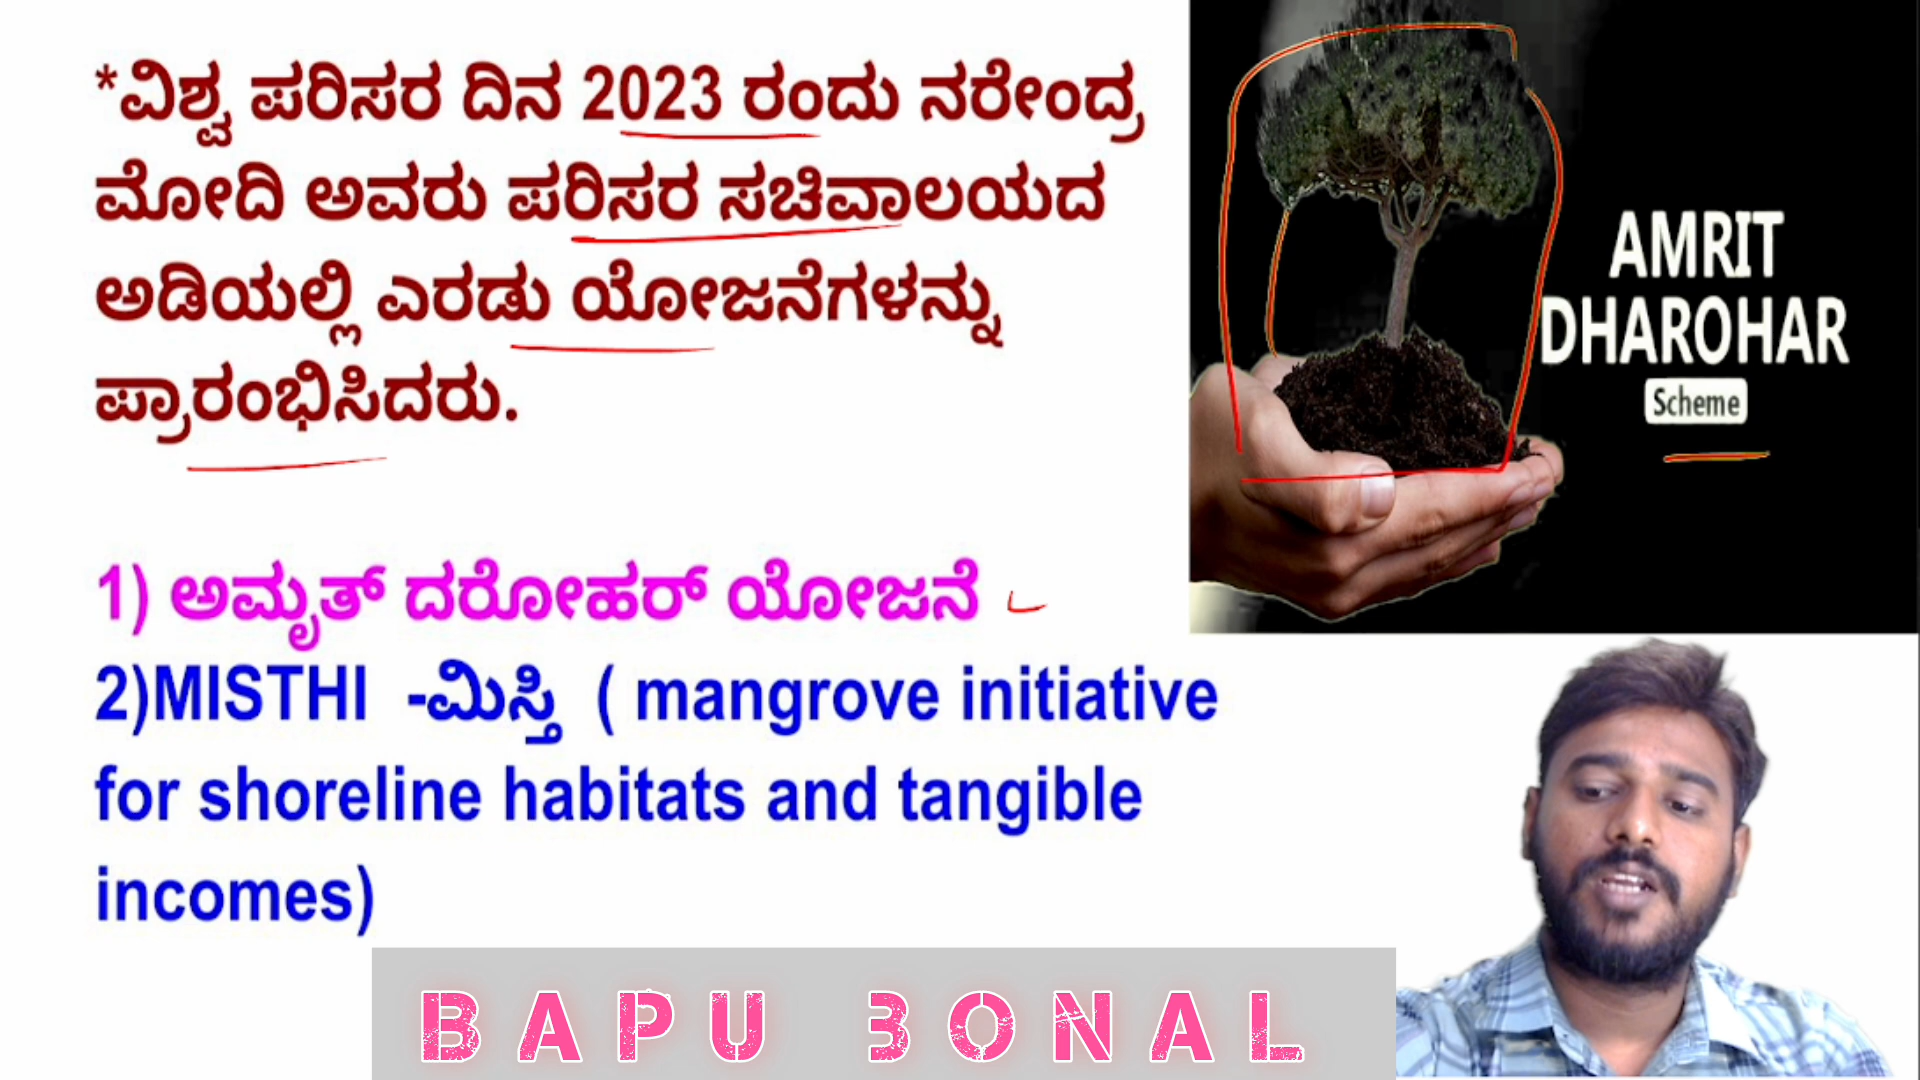 *ವಿಶ್ವ ಪರಿಸರ ದಿನ 2023 ರಂದು ನರೇಂದ್ರ
ಮೋದಿ ಅವರು ಪರಿಸರ ಸಚಿವಾಲಯದ
ಅಡಿಯಲ್ಲಿ ಎರಡು ಯೋಜನೆಗಳನ್ನು
ಪ್ರಾರಂಭಿಸಿದರು.
AMRIT
DHAROHAR
Scheme
1) ಅಮೃತ್ ದರೋಹರ್ ಯೋಜನೆ
2)MISTHI -ಮಿಸ್ತಿ ( mangrove initiative
for shoreline habitats and tangible
incomes)
BAPU BONAL